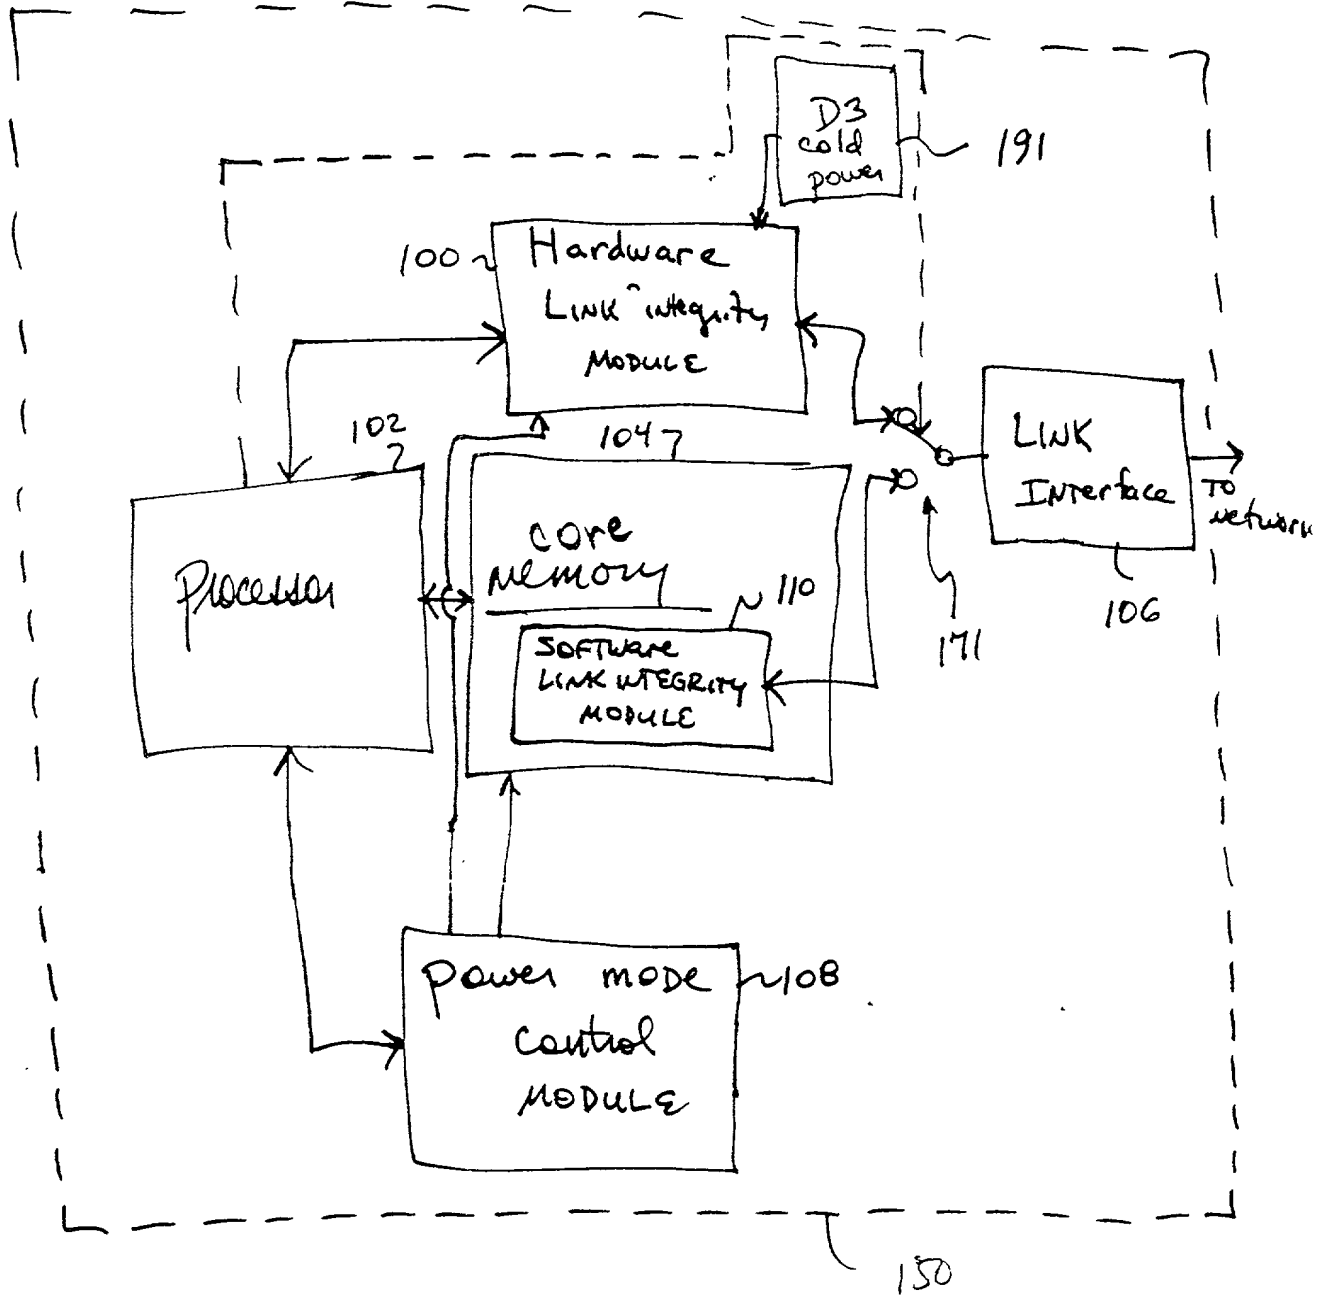 D3
cold
power
191
100
Hardware
LINK integrity
MODULE
102
104
LINK
Interface
TO
network
Processor
core
memory
110
171
106
SOFTware
LINK INTEGRITY
MODULE
power mode
control
MODULE
108
150